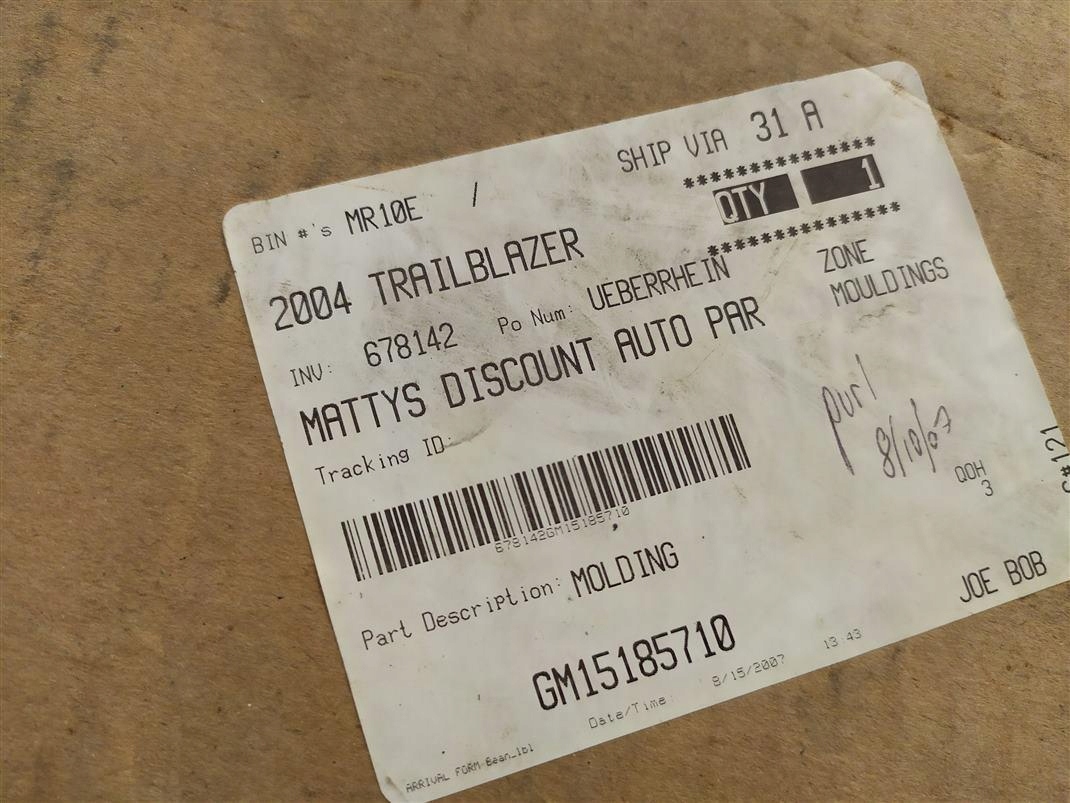 SHIP VIA 31 A
BIN #'s MR10E /
********************
QTY 1
********************
2004 TRAILBLAZER
ZONE
MOULDINGS
INV: 678142 Po Num: UEBERRHEIN
MATTYS DISCOUNT AUTO PAR
Tracking ID:
8/10/07
678142GM15185710
QOH
3
C#121
Part Description: MOLDING
JOE BOB
GM15185710
Date/Time: 8/15/2007 13:43
ARRIVAL FORM Bean_lbl